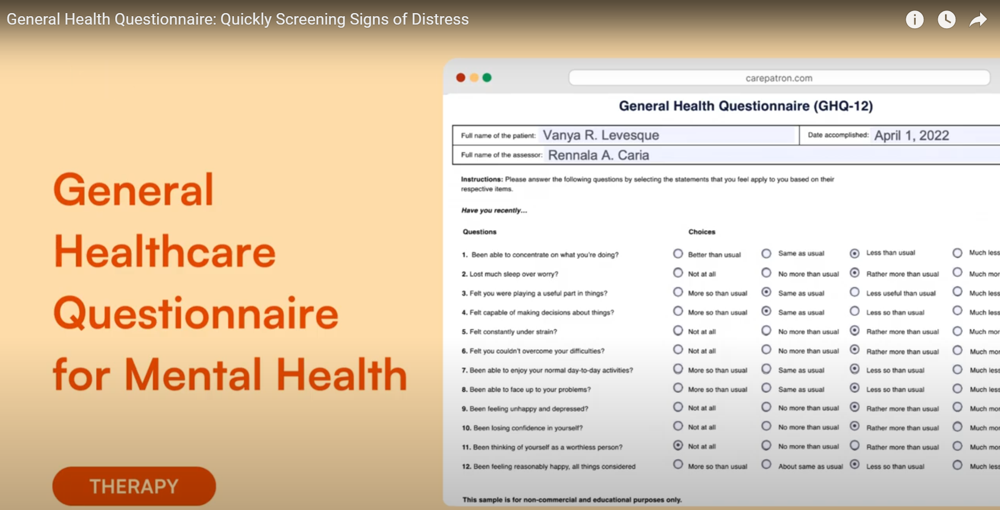 General Health Questionnaire: Quickly Screening Signs of Distress
General
Healthcare
Questionnaire
for Mental Health
THERAPY
carepatron.com
General Health Questionnaire (GHQ-12)
Full name of the patient: Vanya R. Levesque Date accomplished: April 1, 2022
Full name of the assessor: Rennala A. Caria
Instructions: Please answer the following questions by selecting the statements that you feel apply to you based on their
respective items.
Have you recently...
Questions Choices
1. Been able to concentrate on what you're doing? Better than usual Same as usual Less than usual Much less
2. Lost much sleep over worry? Not at all No more than usual Rather more than usual Much mor
3. Felt you were playing a useful part in things? More so than usual Same as usual Less useful than usual Much less
4. Felt capable of making decisions about things? More so than usual Same as usual Less so than usual Much less
5. Felt constantly under strain? Not at all No more than usual Rather more than usual Much mor
6. Felt you couldn't overcome your difficulties? Not at all No more than usual Rather more than usual Much mor
7. Been able to enjoy your normal day-to-day activities? More so than usual Same as usual Less so than usual Much less
8. Been able to face up to your problems? More so than usual Same as usual Less so than usual Much less
9. Been feeling unhappy and depressed? Not at all No more than usual Rather more than usual Much mor
10. Been losing confidence in yourself? Not at all No more than usual Rather more than usual Much mor
11. Been thinking of yourself as a worthless person? Not at all No more than usual Rather more than usual Much mor
12. Been feeling reasonably happy, all things considered More so than usual About same as usual Less so than usual Much less
This sample is for non-commercial and educational purposes only.